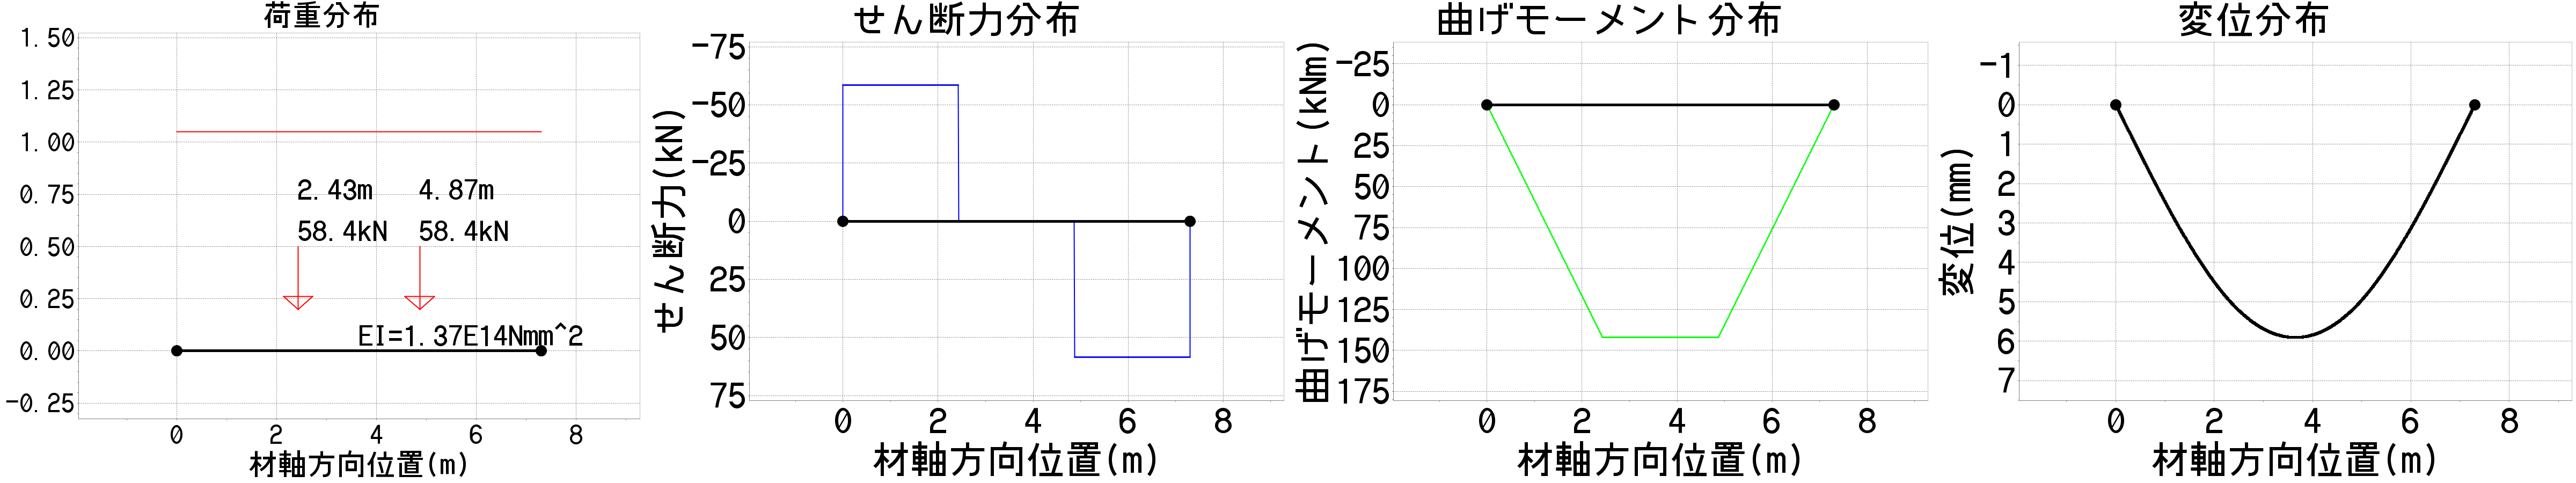 荷重分布
1.50
1.25
1.00
0.75
0.50
0.25
0.00
-0.25
2.43m
4.87m
58.4kN
58.4kN
EI=1.37E14Nmm^2
0 2 4 6 8
材軸方向位置(m)
せん断力分布
せん断力(kN)
-75
-50
-25
0
25
50
75
0 2 4 6 8
材軸方向位置(m)
曲げモーメント分布
曲げモーメント(kNm)
-25
0
25
50
75
100
125
150
175
0 2 4 6 8
材軸方向位置(m)
変位分布
変位(mm)
-1
0
1
2
3
4
5
6
7
0 2 4 6 8
材軸方向位置(m)